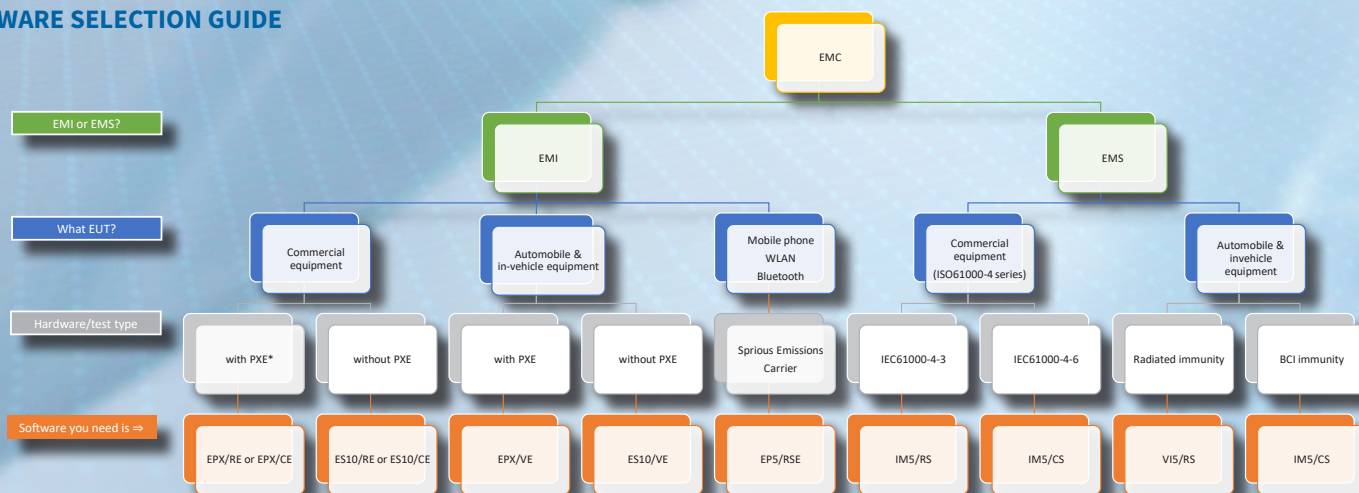 WARE SELECTION GUIDE
EMC
EMI or EMS?
EMI
EMS
What EUT?
Commercial
equipment
Automobile &
in-vehicle equipment
Mobile phone
WLAN
Bluetooth
Commercial
equipment
(ISO61000-4 series)
Automobile &
invehicle
equipment
Hardware/test type
with PXE*
without PXE
with PXE
without PXE
Sprious Emissions
Carrier
IEC61000-4-3
IEC61000-4-6
Radiated immunity
BCI immunity
Software you need is ⇒
EPX/RE or EPX/CE
ES10/RE or ES10/CE
EPX/VE
ES10/VE
EP5/RSE
IM5/RS
IM5/CS
VI5/RS
IM5/CS